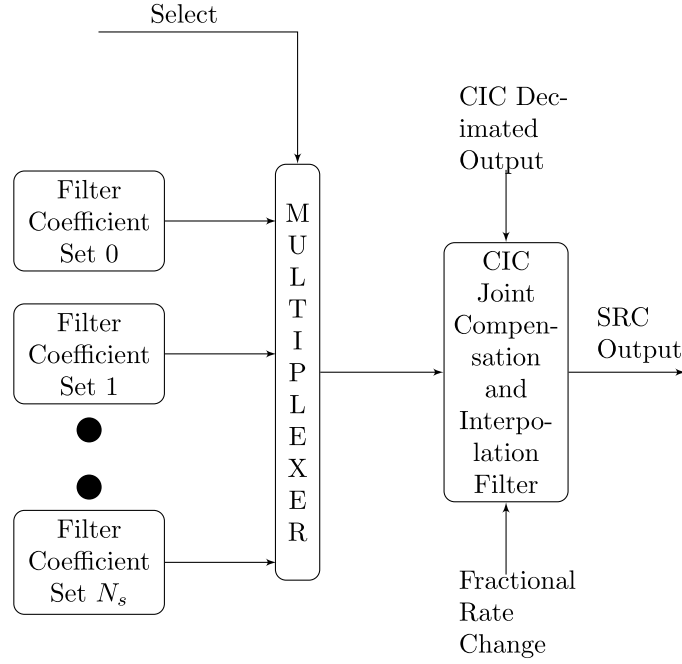 Select
CIC Dec-
imated
Output
Filter
Coefficient
Set 0
Filter
Coefficient
Set 1
Filter
Coefficient
Set Nₛ
M
U
L
T
I
P
L
E
X
E
R
CIC
Joint
Compen-
sation
and
Interpo-
lation
Filter
SRC
Output
Fractional
Rate
Change